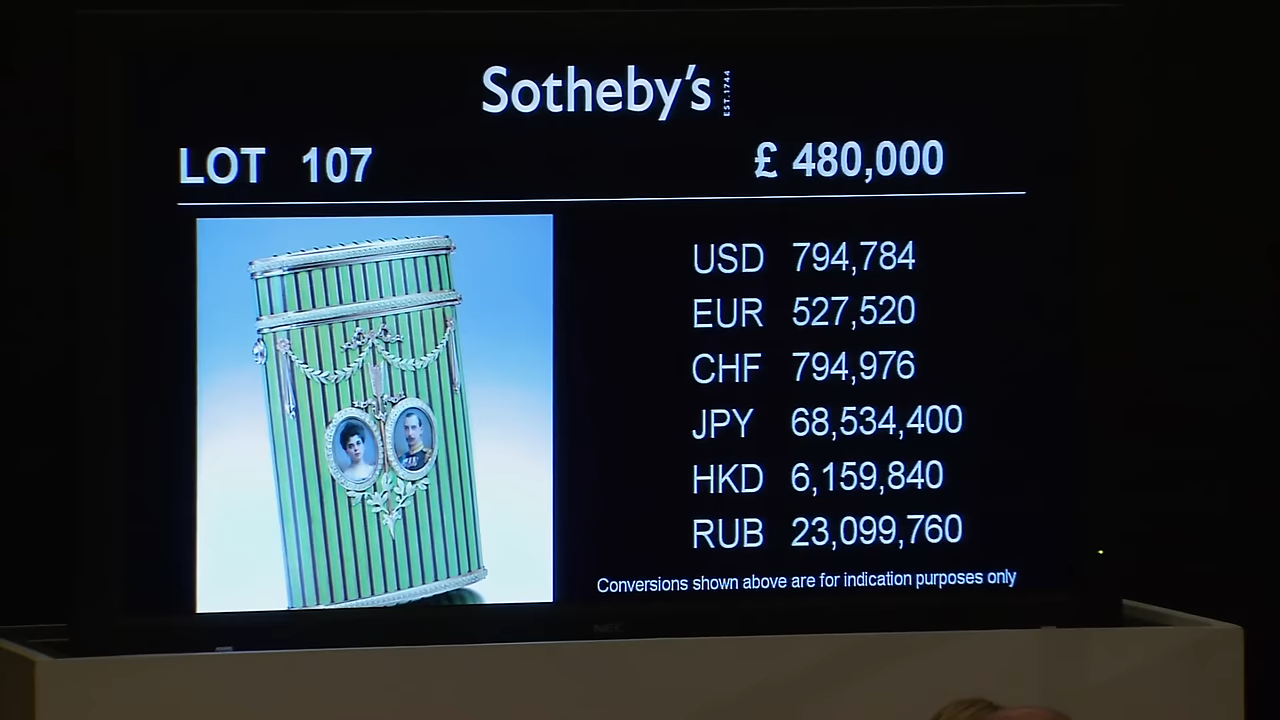 Sotheby's EST.1744
LOT 107 £ 480,000
USD 794,784
EUR 527,520
CHF 794,976
JPY 68,534,400
HKD 6,159,840
RUB 23,099,760
Conversions shown above are for indication purposes only
NEC